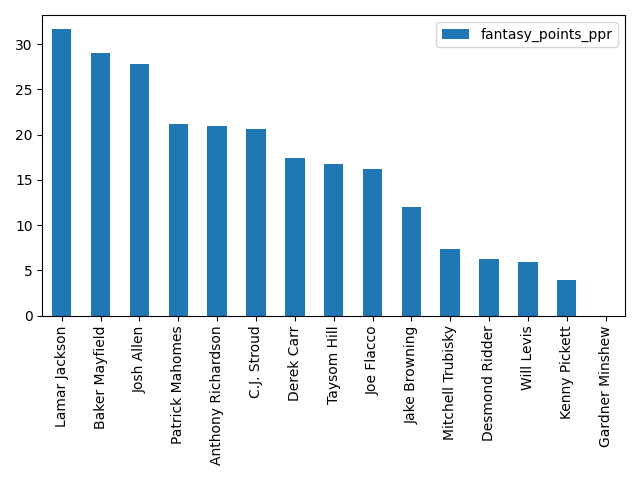 fantasy_points_ppr
30
25
20
15
10
5
0
Lamar Jackson
Baker Mayfield
Josh Allen
Patrick Mahomes
Anthony Richardson
C.J. Stroud
Derek Carr
Taysom Hill
Joe Flacco
Jake Browning
Mitchell Trubisky
Desmond Ridder
Will Levis
Kenny Pickett
Gardner Minshew